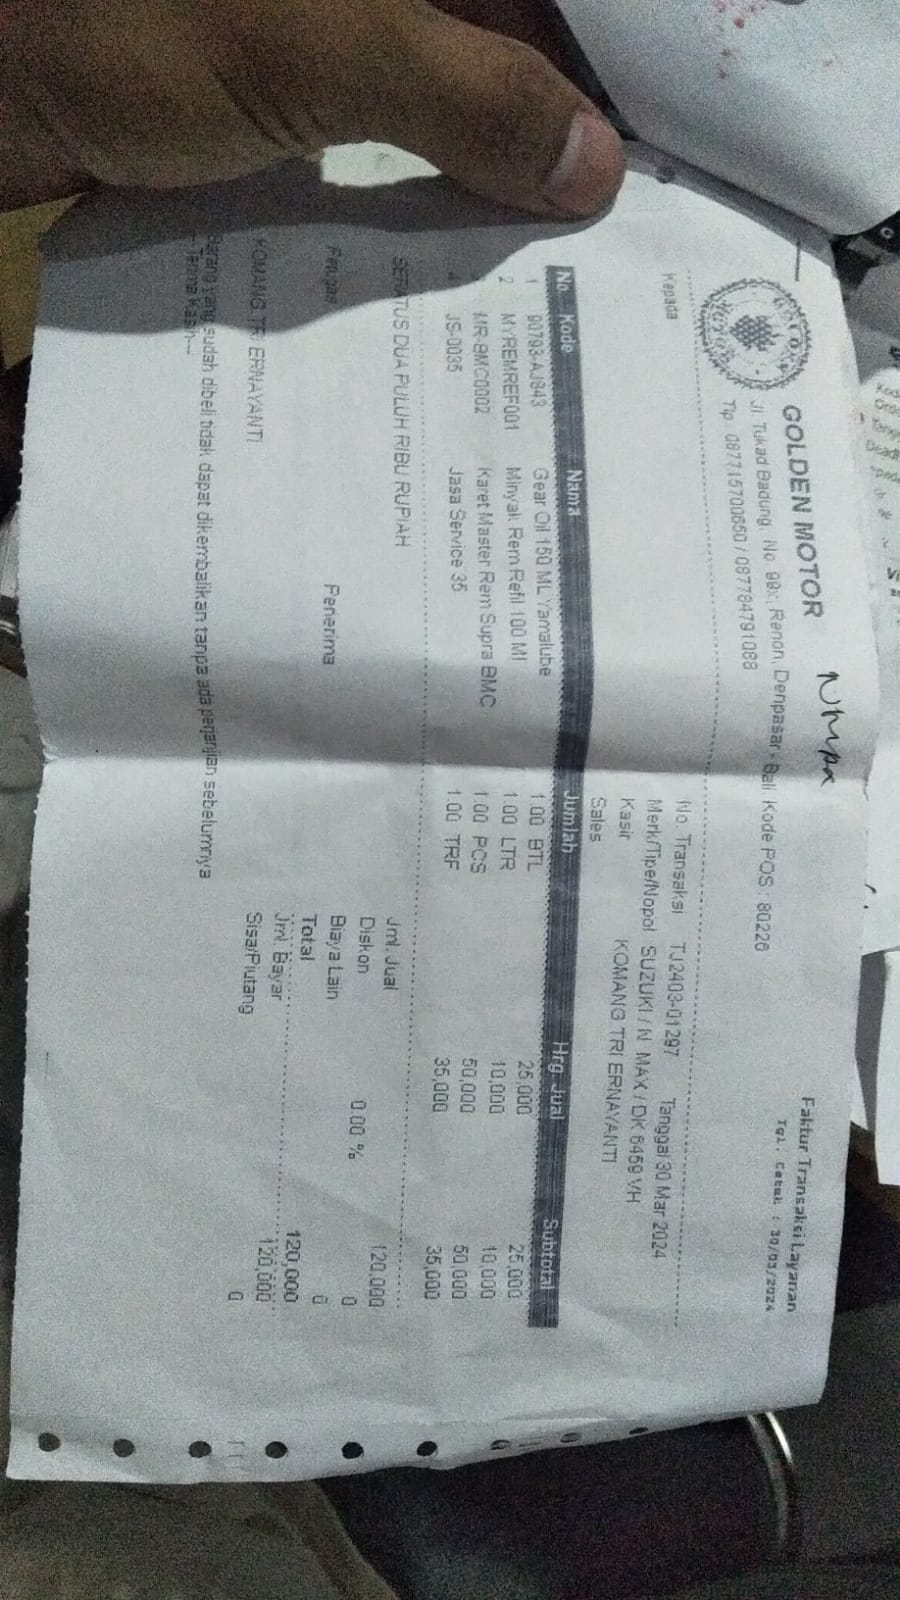 GOLDEN MOTOR
Jl Tukad Badung, No 99x, Renon, Denpasar - Bali Kode POS : 80226
Tlp. 087715700650 / 087784791088
Faktur Transaksi Layanan
Tgl. Cetak : 30/03/2024
Kepada
No. Transaksi TJ2403-01297 Tanggal 30 Mar 2024
Merk/Tipe/Nopol SUZUKI / N MAX / DK 6459 VH
Kasir KOMANG TRI ERNAYANTI
Sales
No. Kode Nama Jumlah Hrg. Jual Subtotal
1 90793-AJ843 Gear Oil 150 ML Yamalube 1.00 BTL 25,000 25,000
2 MYREMREF001 Minyak Rem Refil 100 Ml 1.00 LTR 10,000 10,000
MR-BMC0002 Karet Master Rem Supra BMC 1.00 PCS 50,000 50,000
4 JS-0035 Jasa Service 35 1.00 TRF 35,000 35,000
SERATUS DUA PULUH RIBU RUPIAH
Jml. Jual 120,000
Diskon 0.00 % 0
Biaya Lain 0
Total 120,000
Jml. Bayar 120,000
Sisa/Piutang 0
Petugas Penerima
KOMANG TRI ERNAYANTI
Barang yang sudah dibeli tidak dapat dikembalikan tanpa ada perjanjian sebelumnya
-- Terima Kasih--